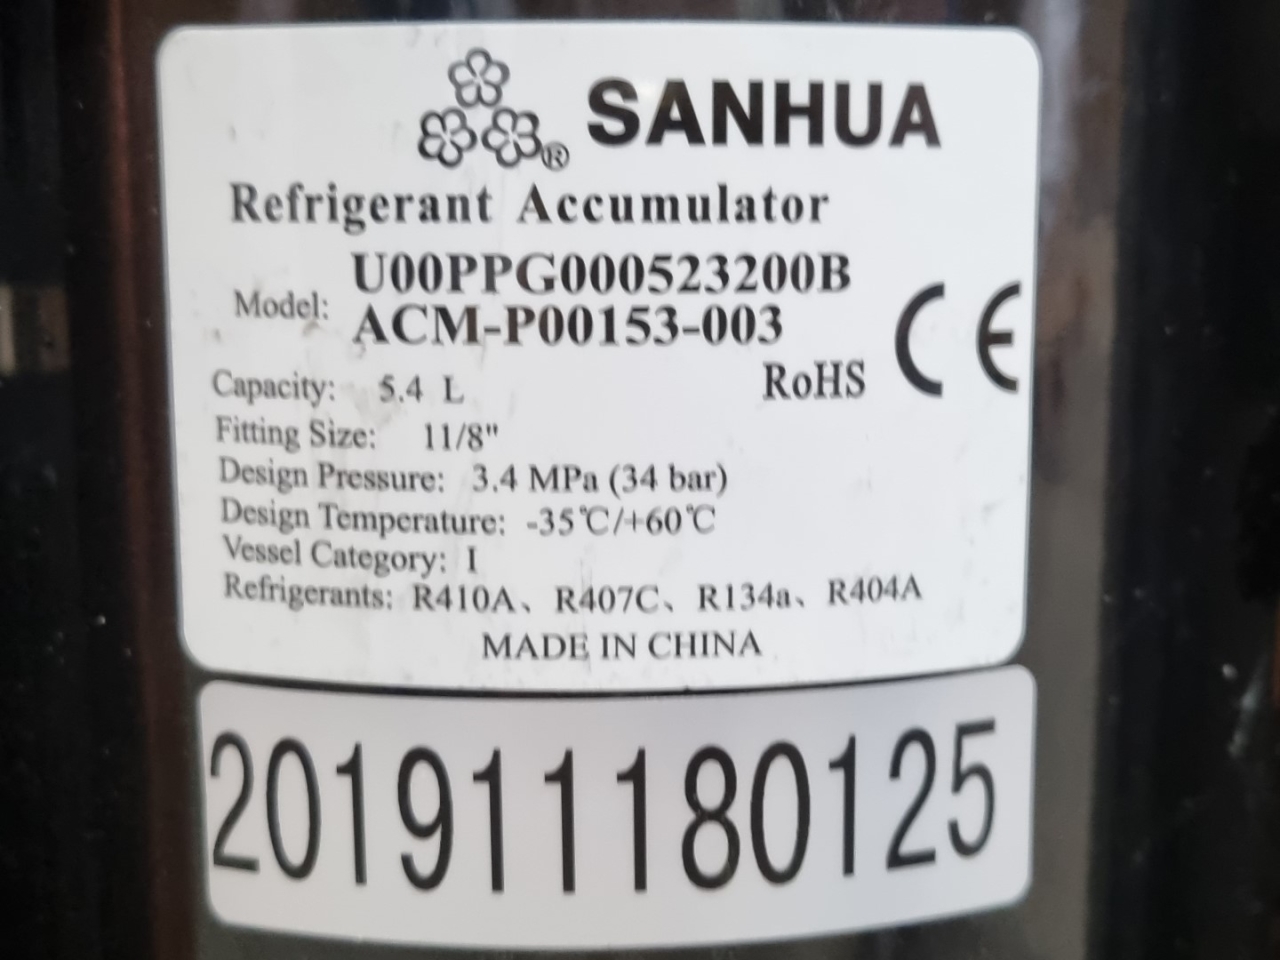 ® SANHUA
Refrigerant Accumulator
Model: U00PPG000523200B
ACM-P00153-003
CE
RoHS
Capacity: 5.4 L
Fitting Size: 11/8"
Design Pressure: 3.4 MPa (34 bar)
Design Temperature: -35℃/+60℃
Vessel Category: I
Refrigerants: R410A、R407C、R134a、R404A
MADE IN CHINA
201911180125